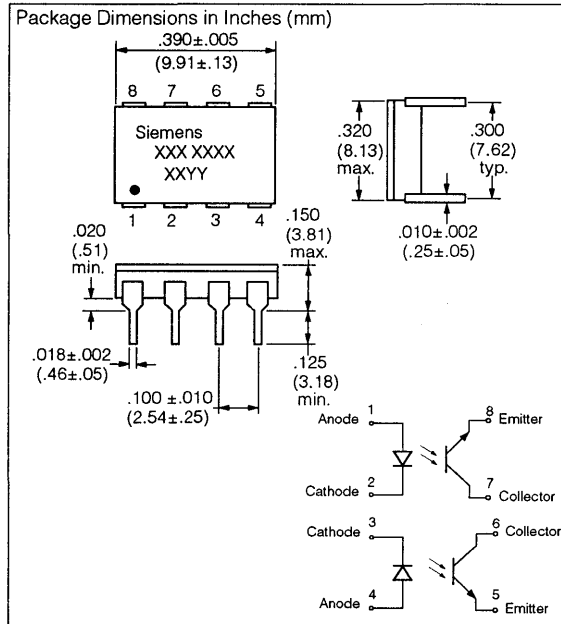 Package Dimensions in Inches (mm)
.390±.005
(9.91±.13)
8 7 6 5
Siemens
XXX XXXX
XXYY
1 2 3 4
.320
(8.13)
max.
.300
(7.62)
typ.
.010±.002
(.25±.05)
.020
(.51)
min.
.150
(3.81)
max.
.018±.002
(.46±.05)
.100 ±.010
(2.54±.25)
.125
(3.18)
min.
Anode 1
8 Emitter
Cathode 2
7 Collector
Cathode 3
6 Collector
Anode 4
5 Emitter